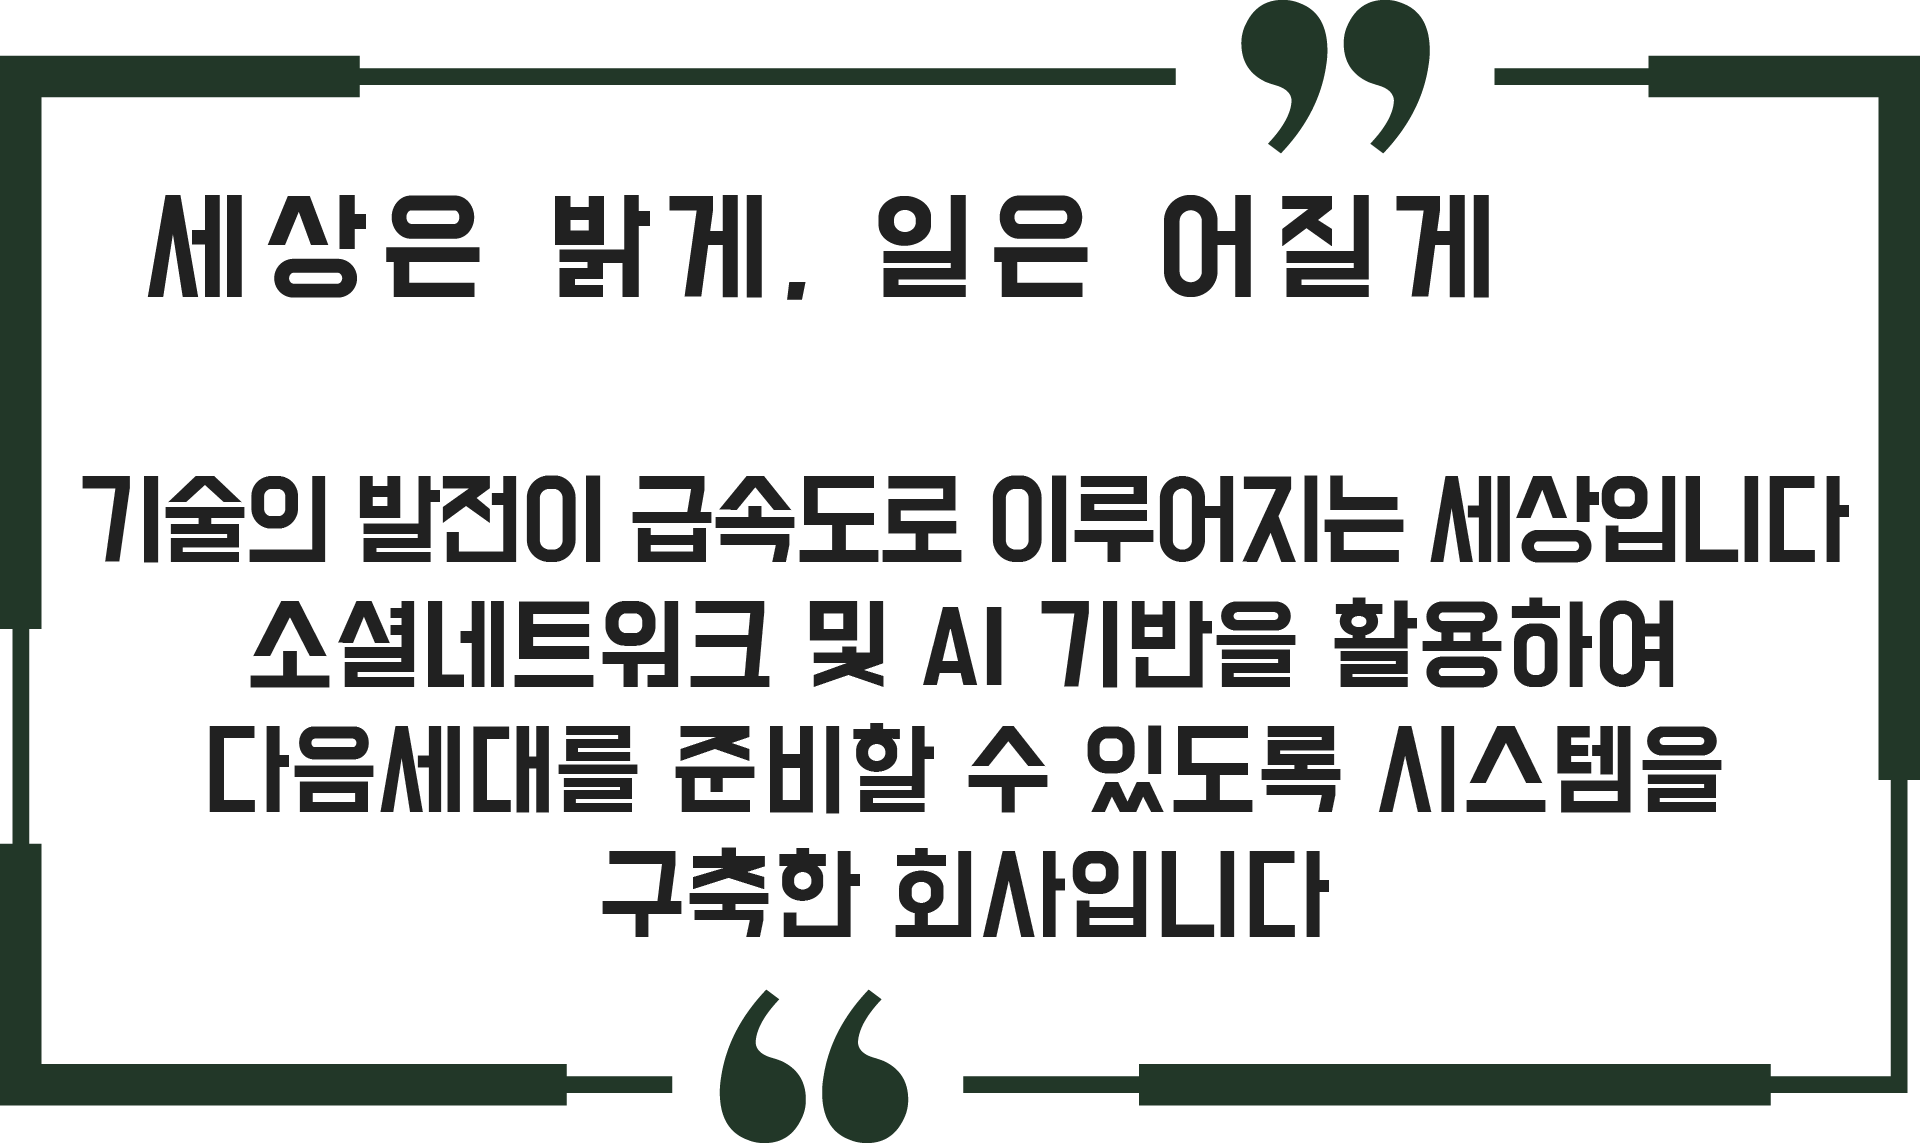 세상은 밝게, 일은 어질게
기술의 발전이 급속도로 이루어지는 세상입니다
소셜네트워크 및 AI 기반을 활용하여
다음세대를 준비할 수 있도록 시스템을
구축한 회사입니다